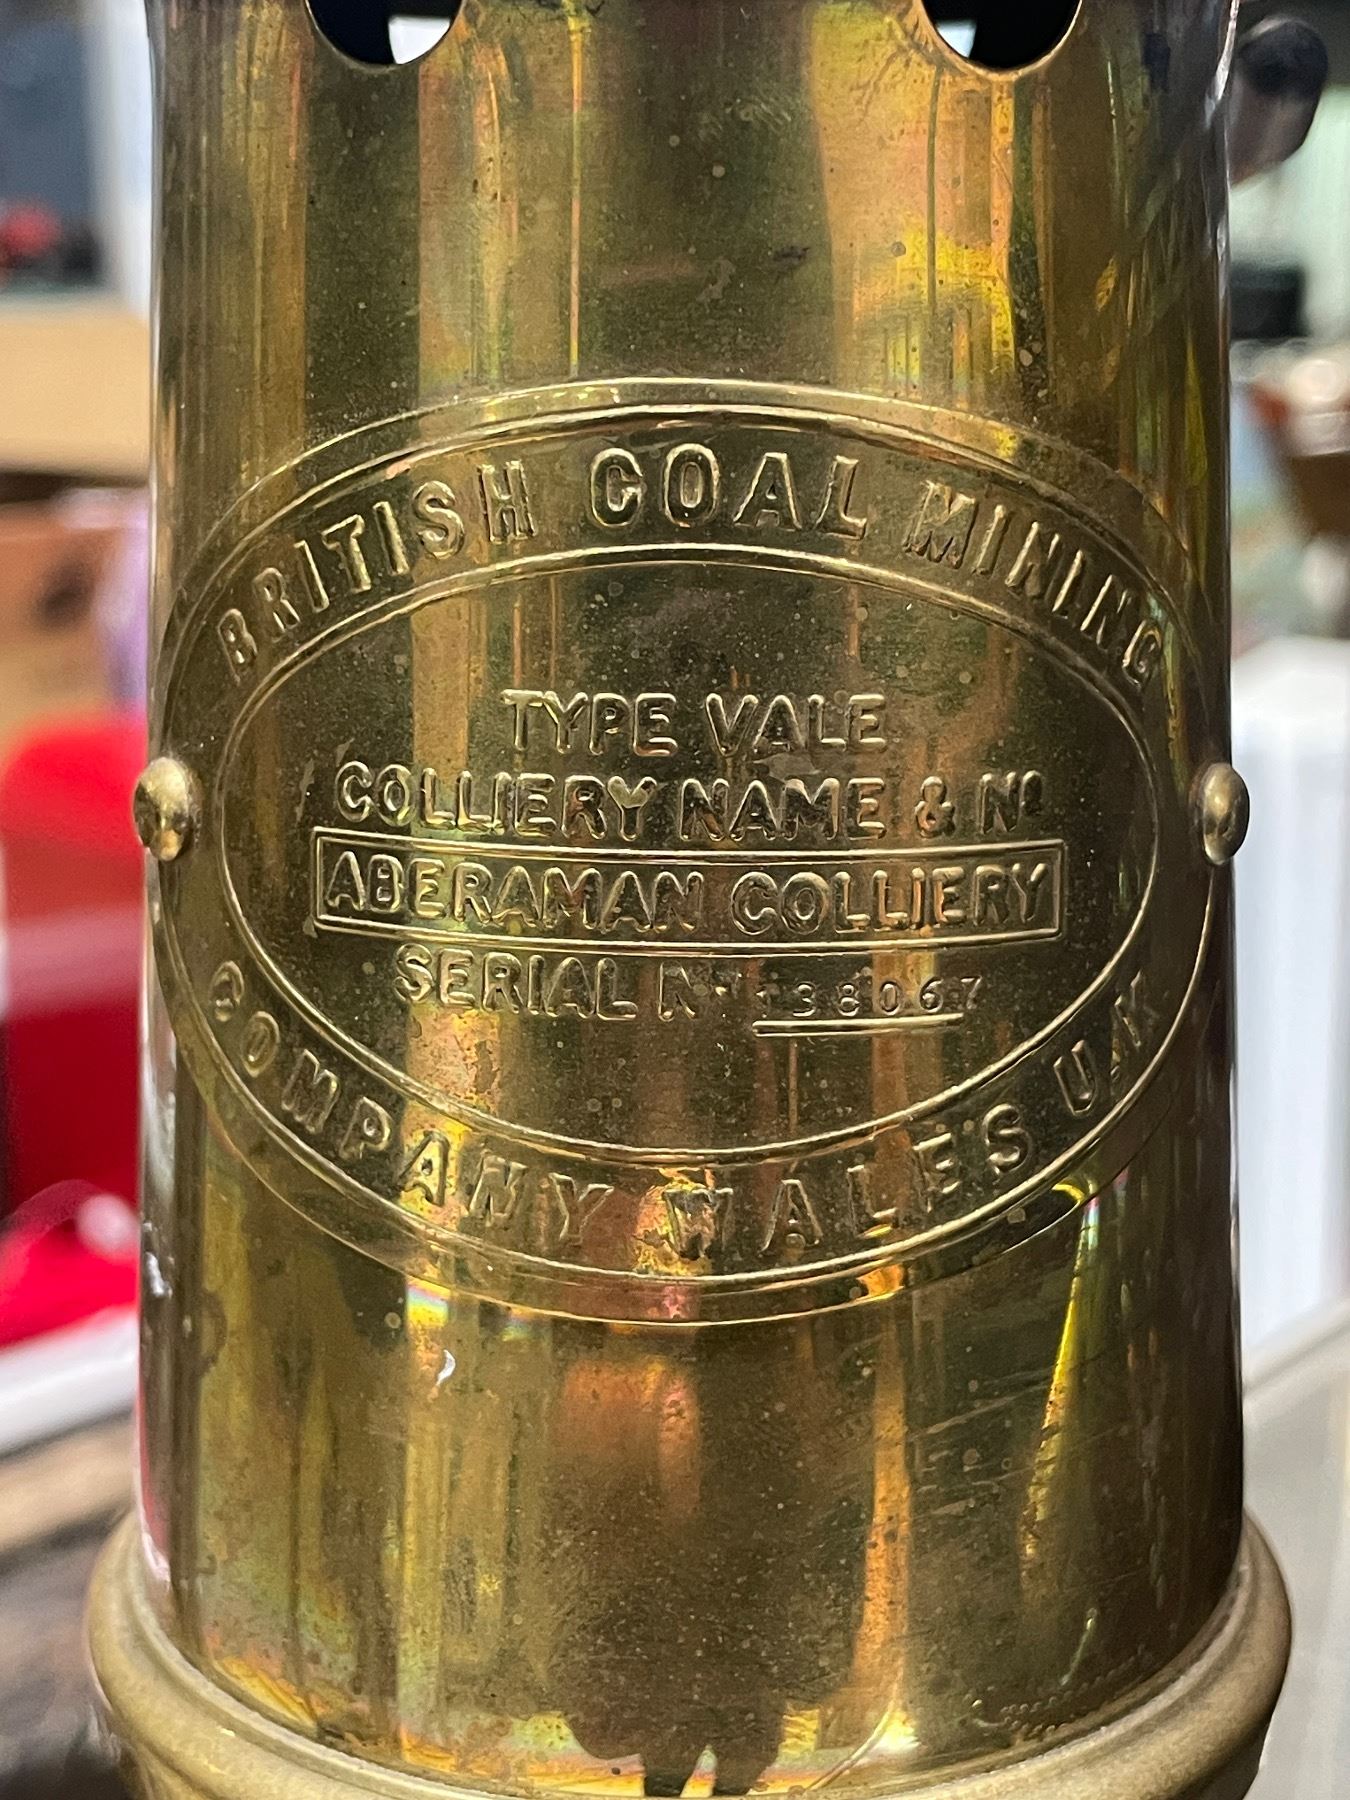 BRITISH COAL MINING
TYPE VALE
COLLIERY NAME & No
ABERAMAN COLLIERY
SERIAL No 138067
COMPANY WALES U.K